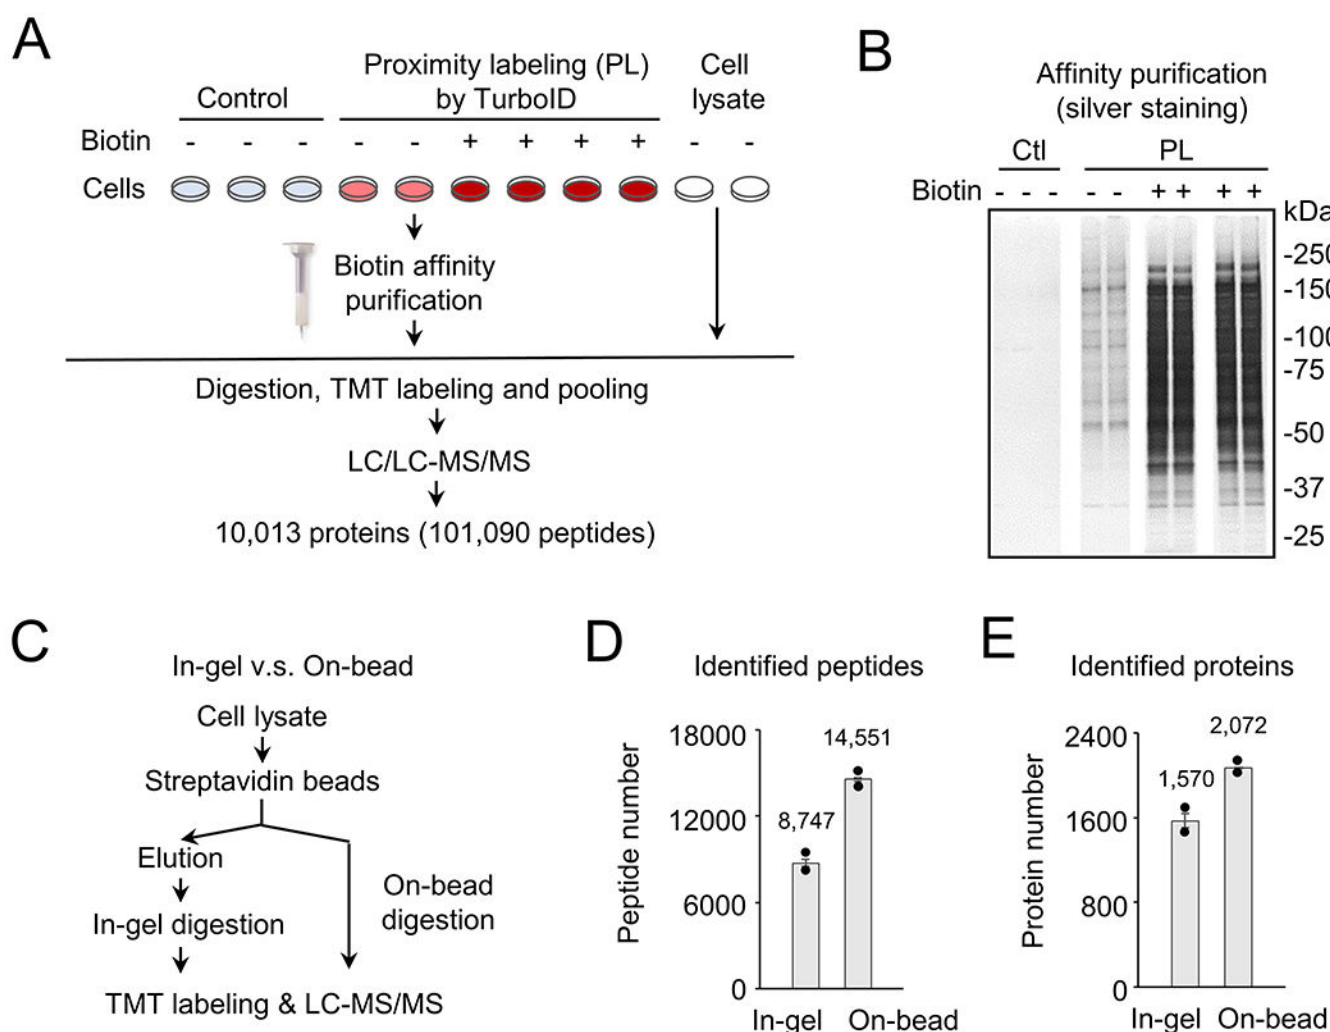 A
Proximity labeling (PL)
by TurboID
Cell
lysate
Control
Biotin - - - - - + + + + - -
Cells
Biotin affinity
purification
Digestion, TMT labeling and pooling
LC/LC-MS/MS
10,013 proteins (101,090 peptides)
B
Affinity purification
(silver staining)
Ctl PL
Biotin - - - - - + + + +
kDa
-250
-150
-100
-75
-50
-37
-25
C
In-gel v.s. On-bead
Cell lysate
Streptavidin beads
Elution
In-gel digestion
On-bead
digestion
TMT labeling & LC-MS/MS
D
Identified peptides
Peptide number
18000
12000
6000
0
8,747
14,551
In-gel On-bead
E
Identified proteins
Protein number
2400
1600
800
0
1,570
2,072
In-gel On-bead